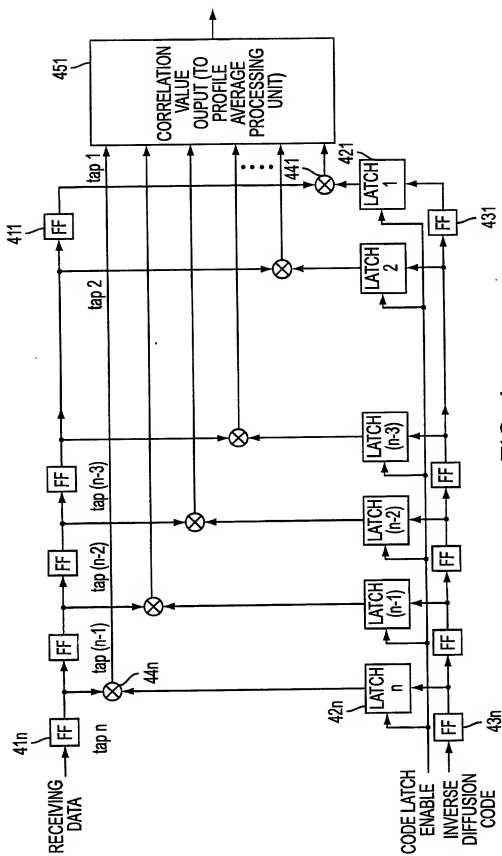 451
CORRELATION
VALUE
OUPUT (TO
PROFILE
AVERAGE
PROCESSING
UNIT)
411
FF
tap 1
tap 2
FF
tap (n-3)
FF
tap (n-2)
FF
tap (n-1)
41n
FF
tap n
RECEIVING
DATA
44n
441
421
LATCH
1
LATCH
2
LATCH
(n-3)
LATCH
(n-2)
LATCH
(n-1)
42n
LATCH
n
CODE LATCH
ENABLE
INVERSE
DIFFUSION
CODE
FF
43n
FF
FF
FF
FF
431